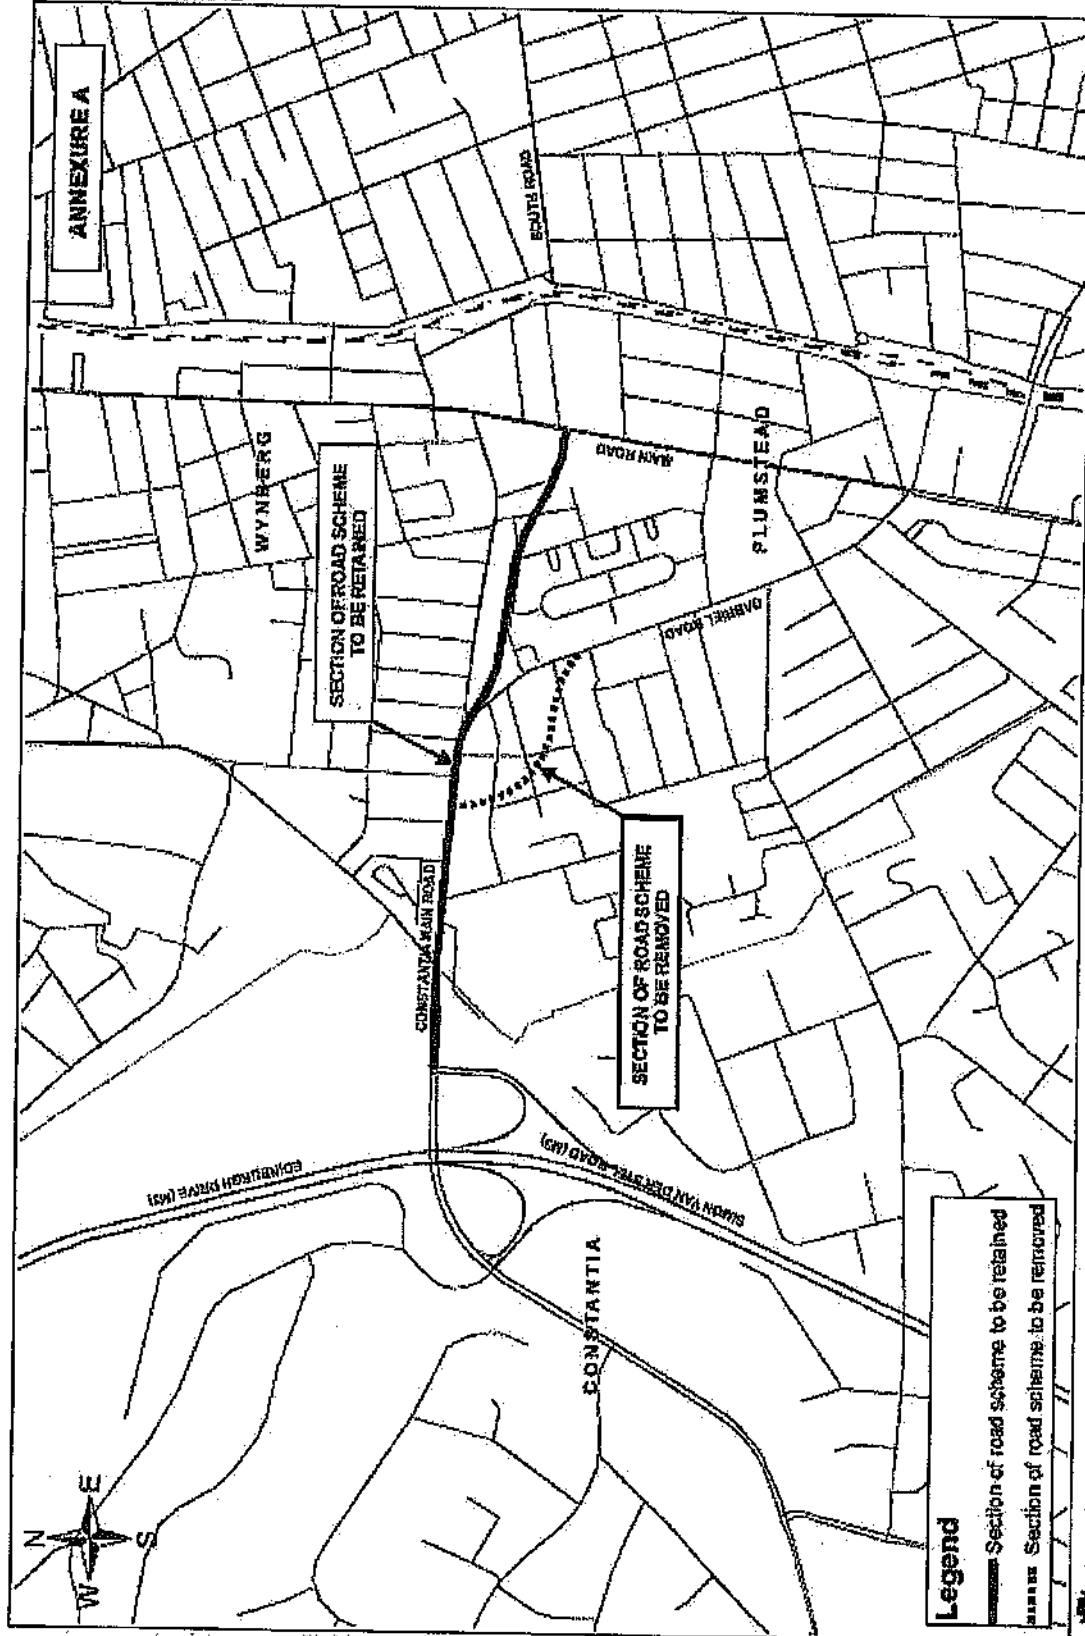 ANNEXURE A
SOUTH ROAD
WYNBERG
SECTION OF ROAD SCHEME
TO BE RETAINED
MAIN ROAD
PLUMSTEAD
GABRIEL ROAD
CONSTANTIA MAIN ROAD
SECTION OF ROAD SCHEME
TO BE REMOVED
EDINBURGH DRIVE (M3)
SIMON VAN DER STEL ROAD (M3)
CONSTANTIA
N
W E
S
Legend
Section of road scheme to be retained
Section of road scheme to be removed